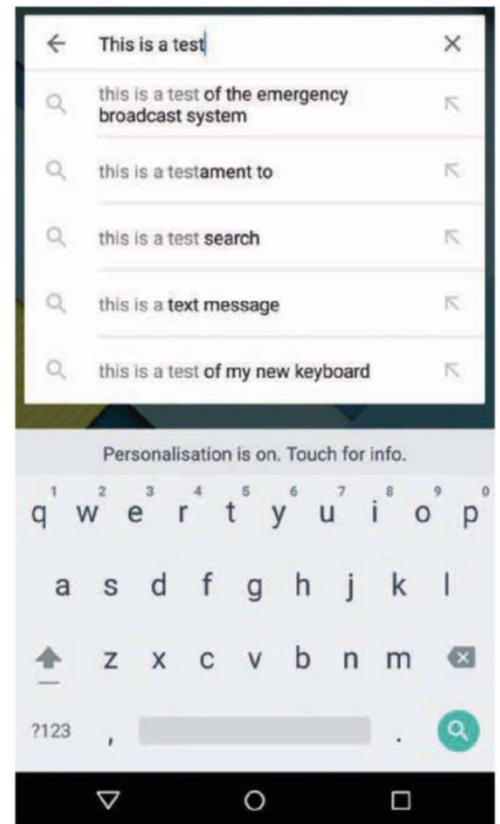 This is a test
this is a test of the emergency
broadcast system
this is a testament to
this is a test search
this is a text message
this is a test of my new keyboard
Personalisation is on. Touch for info.
1 2 3 4 5 6 7 8 9 0
q w e r t y u i o p
a s d f g h j k l
z x c v b n m
?123 , .